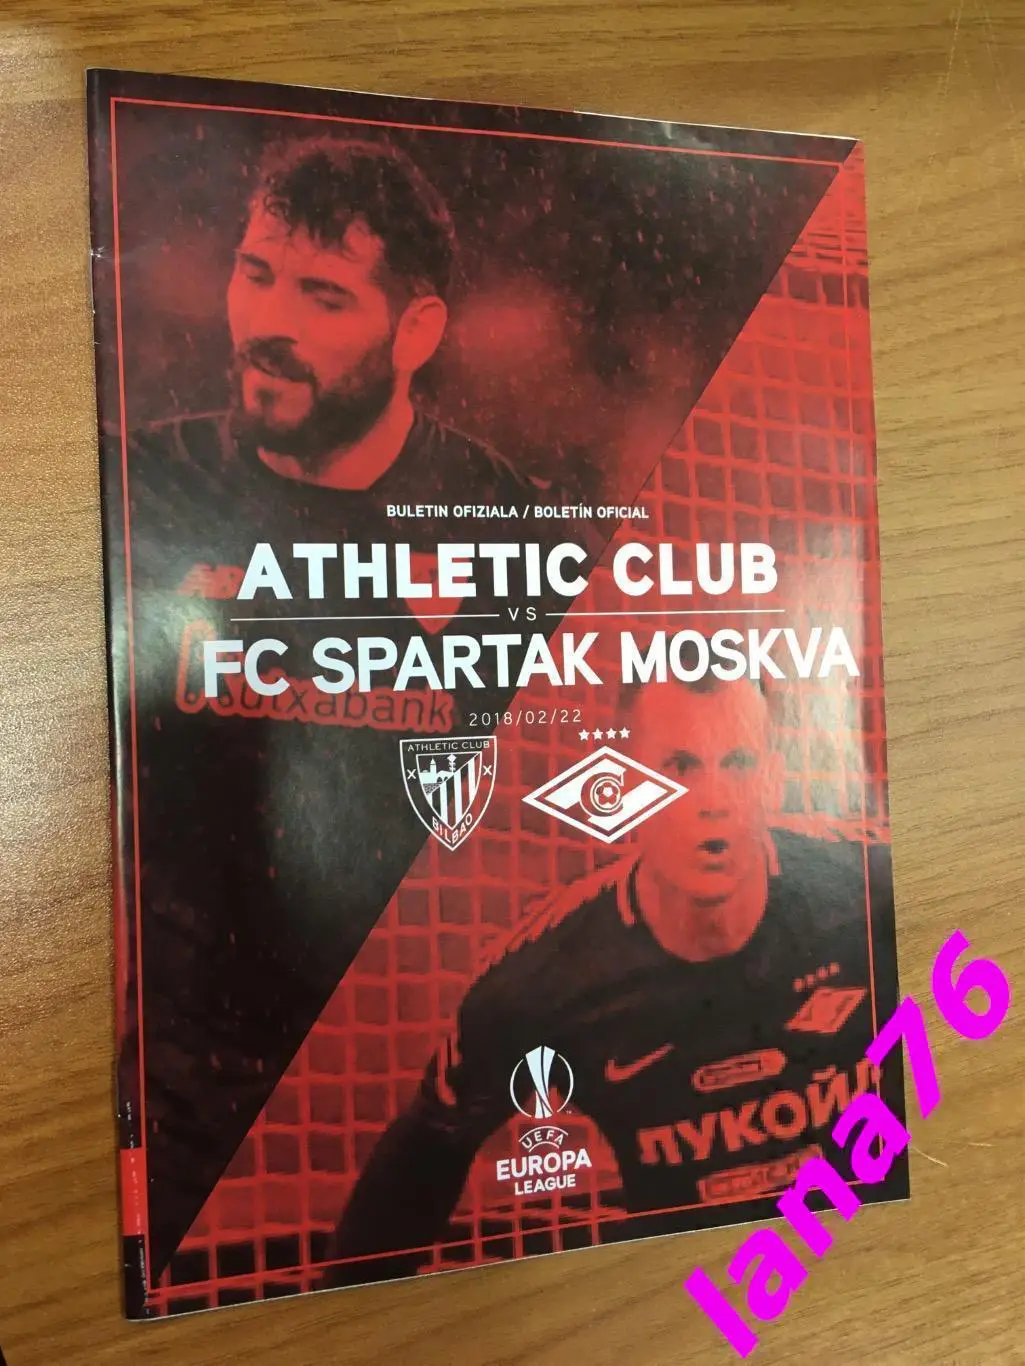 BULETIN OFIZIALA / BOLETÍN OFICIAL
ATHLETIC CLUB
VS
FC SPARTAK MOSKVA
kutxabank
2018/02/22
ATHLETIC CLUB
BILBAO
UEFA
EUROPA
LEAGUE
ЛУКОЙЛ
lana76